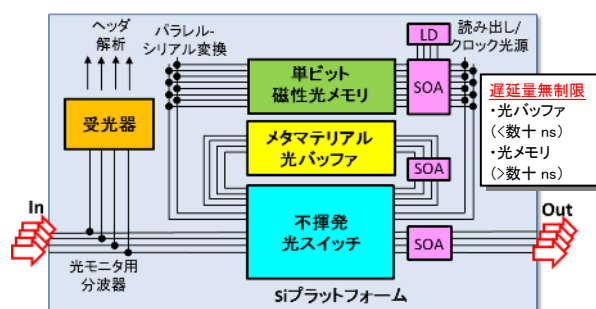 ヘッダ
解析
パラレル-
シリアル変換
LD
読み出し/
クロック光源
単ビット
磁性光メモリ
SOA
受光器
メタマテリアル
光バッファ
SOA
遅延量無制限
・光バッファ
(<数十 ns)
・光メモリ
(>数十 ns)
In
不揮発
光スイッチ
SOA
Out
光モニタ用
分波器
Siプラットフォーム